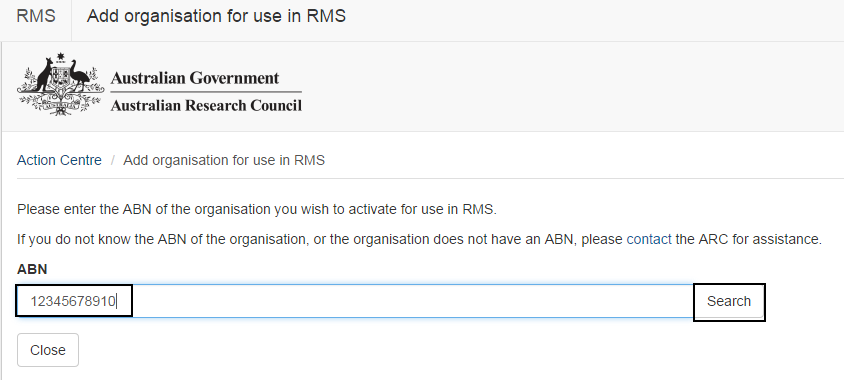 RMS Add organisation for use in RMS
Australian Government
Australian Research Council
Action Centre / Add organisation for use in RMS
Please enter the ABN of the organisation you wish to activate for use in RMS.
If you do not know the ABN of the organisation, or the organisation does not have an ABN, please contact the ARC for assistance.
ABN
12345678910 Search
Close